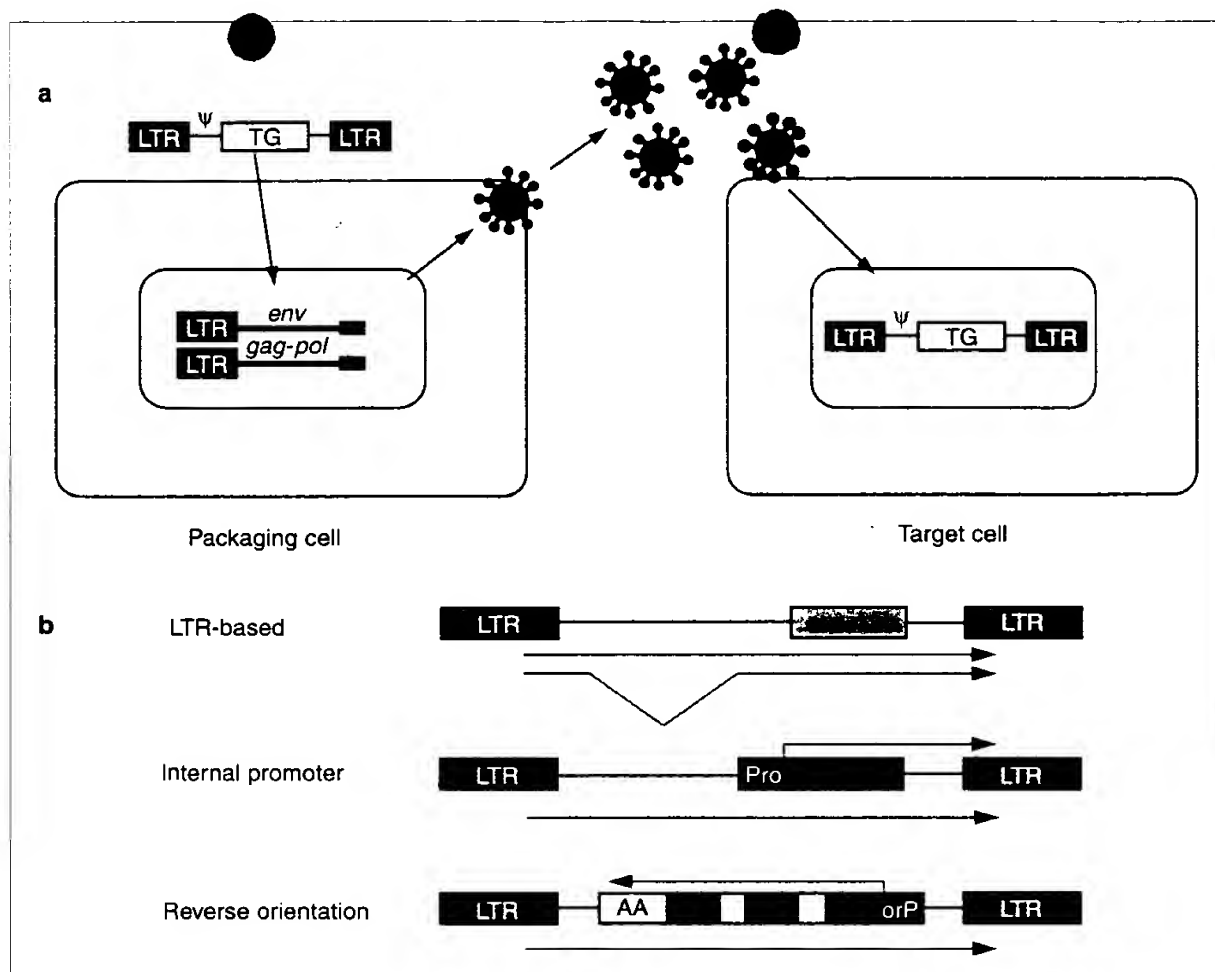 a
ψ
LTR TG LTR
env
LTR
gag-pol
LTR
ψ
LTR TG LTR
Packaging cell
Target cell
b
LTR-based
LTR LTR
Internal promoter
LTR Pro LTR
Reverse orientation
LTR AA orP LTR